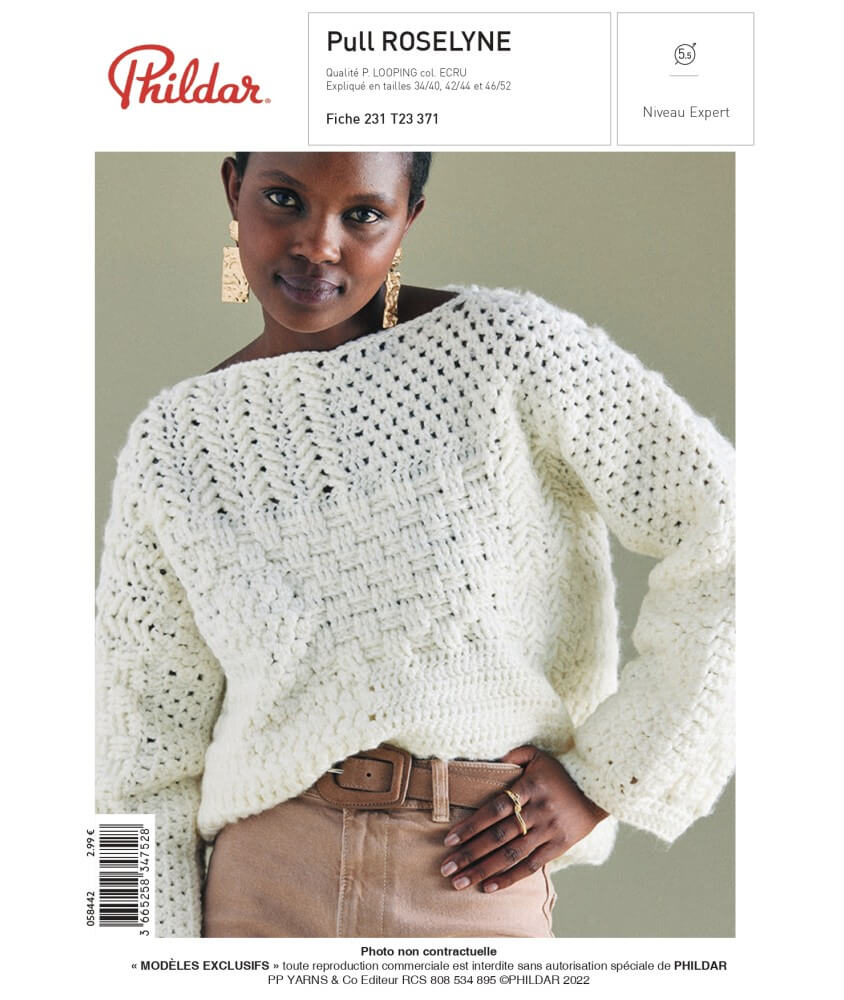 Phildar®
Pull ROSELYNE
Qualité P. LOOPING col. ECRU
Expliqué en tailles 34/40, 42/44 et 46/52
Fiche 231 T23 371
5.5
Niveau Expert
2.99 €
058442
3 665258 347528
Photo non contractuelle
« MODÈLES EXCLUSIFS » toute reproduction commerciale est interdite sans autorisation spéciale de PHILDAR
PP YARNS & Co Editeur RCS 808 534 895 ©PHILDAR 2022